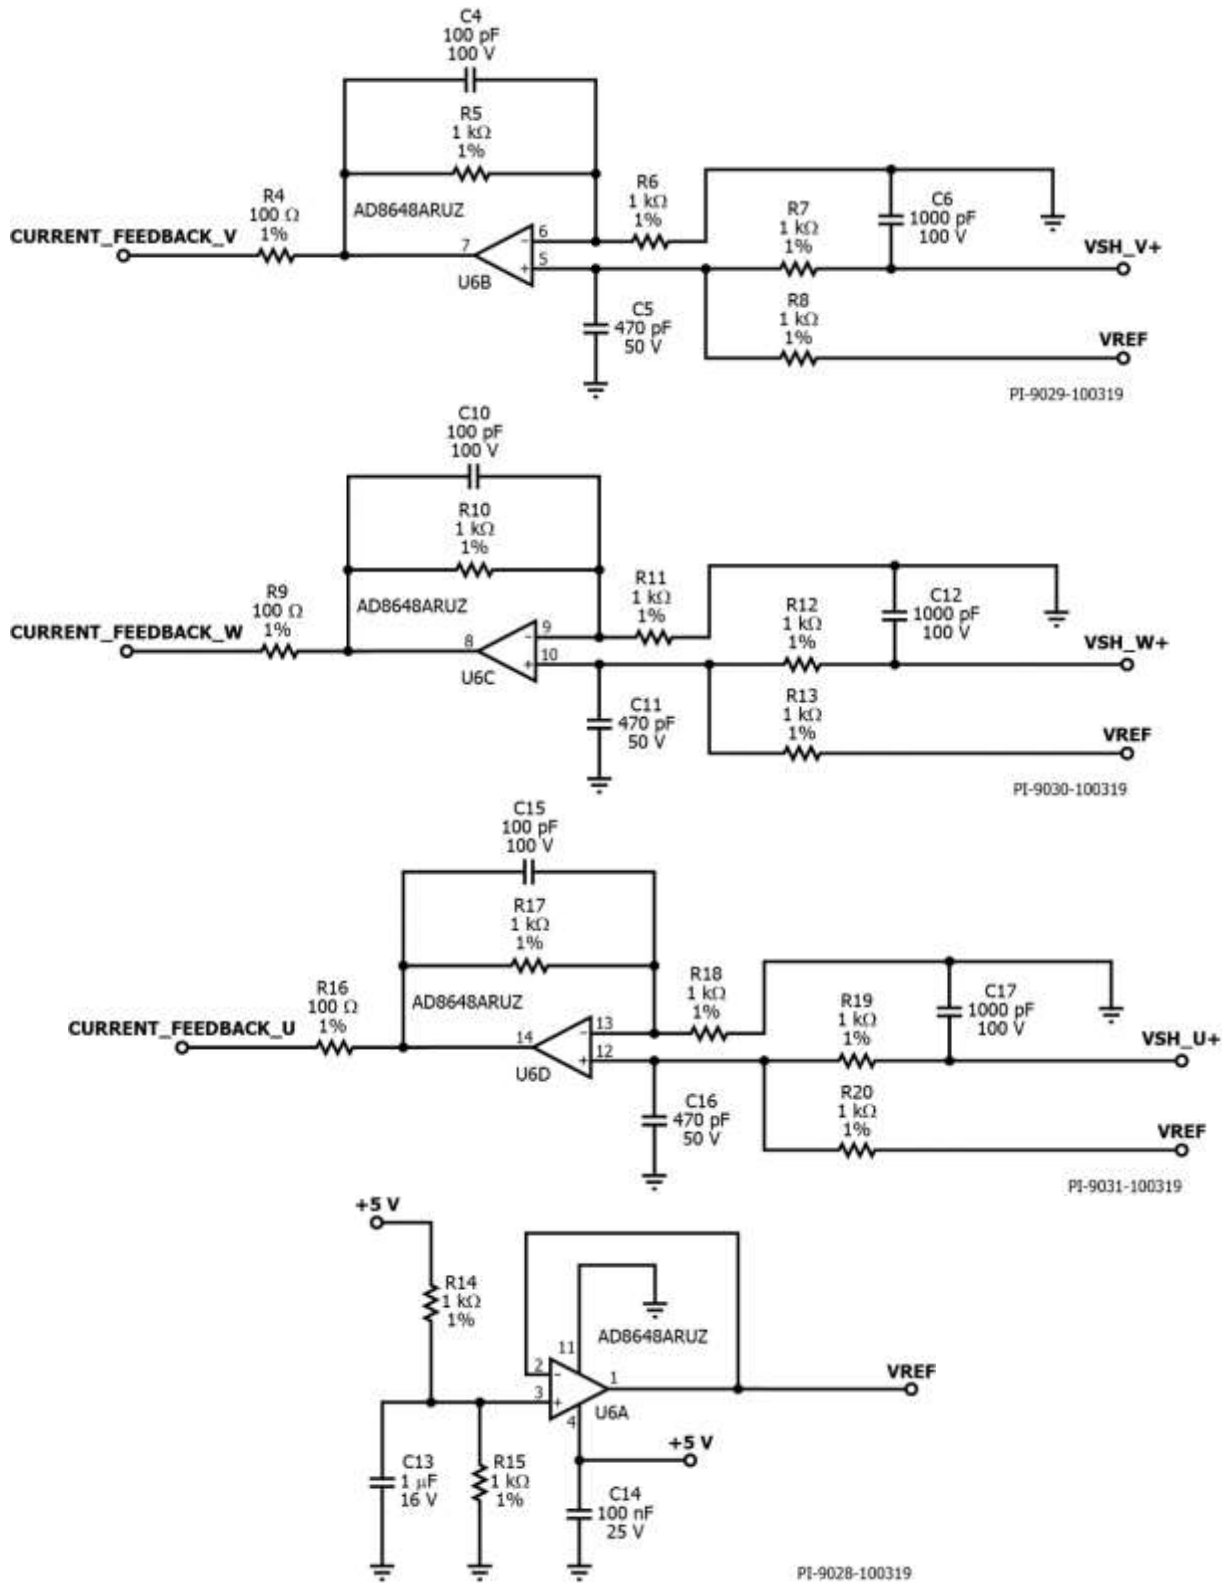 C4
100 pF
100 V
R5
1 kΩ
1%
R4
100 Ω
1%
AD8648ARUZ
R6
1 kΩ
1%
C6
1000 pF
100 V
R7
1 kΩ
1%
CURRENT_FEEDBACK_V
7
6
-
5
+
U6B
VSH_V+
C5
470 pF
50 V
R8
1 kΩ
1%
VREF
PI-9029-100319
C10
100 pF
100 V
R10
1 kΩ
1%
R9
100 Ω
1%
AD8648ARUZ
R11
1 kΩ
1%
C12
1000 pF
100 V
R12
1 kΩ
1%
CURRENT_FEEDBACK_W
8
9
-
10
+
U6C
VSH_W+
C11
470 pF
50 V
R13
1 kΩ
1%
VREF
PI-9030-100319
C15
100 pF
100 V
R17
1 kΩ
1%
R16
100 Ω
1%
AD8648ARUZ
R18
1 kΩ
1%
C17
1000 pF
100 V
R19
1 kΩ
1%
CURRENT_FEEDBACK_U
14
13
-
12
+
U6D
VSH_U+
C16
470 pF
50 V
R20
1 kΩ
1%
VREF
PI-9031-100319
+5 V
R14
1 kΩ
1%
AD8648ARUZ
11
2
-
3
+
1
4
U6A
VREF
+5 V
C13
1 µF
16 V
R15
1 kΩ
1%
C14
100 nF
25 V
PI-9028-100319